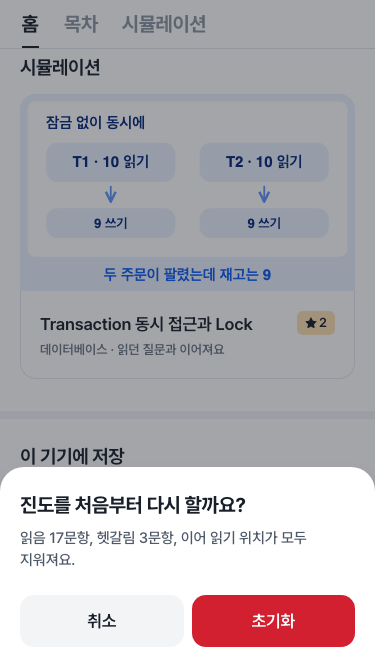 홈 목차 시뮬레이션
시뮬레이션
잠금 없이 동시에
T1 · 10 읽기 T2 · 10 읽기
9 쓰기 9 쓰기
두 주문이 팔렸는데 재고는 9
Transaction 동시 접근과 Lock ★ 2
데이터베이스 · 읽던 질문과 이어져요
이 기기에 저장
진도를 처음부터 다시 할까요?
읽음 17문항, 헷갈림 3문항, 이어 읽기 위치가 모두
지워져요.
취소 초기화